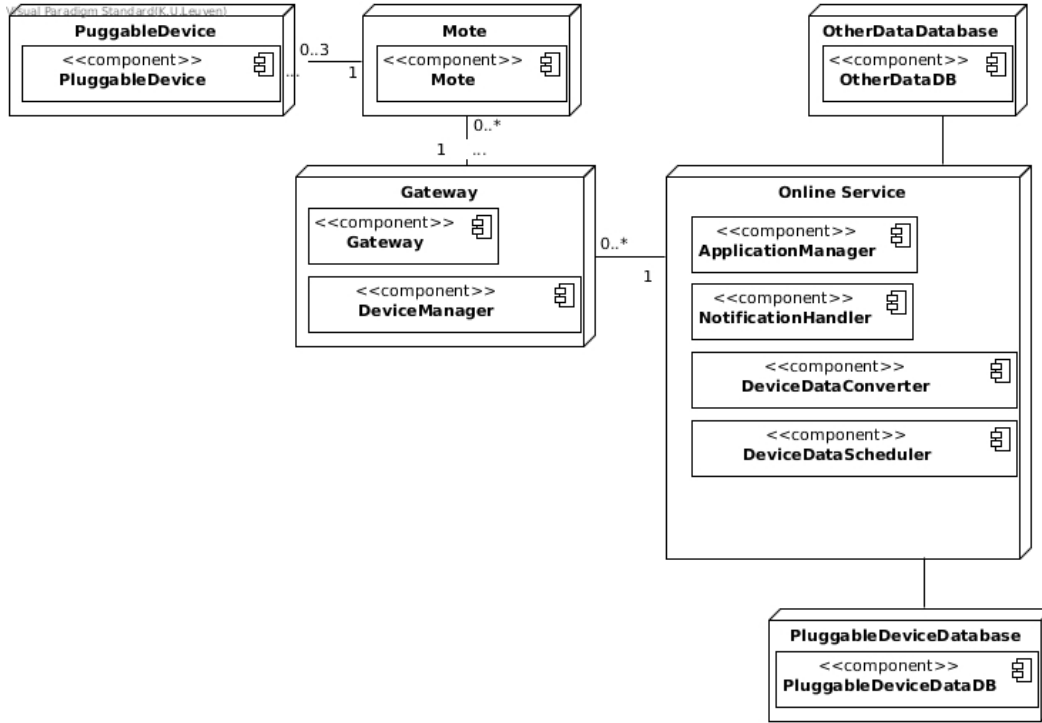 Visual Paradigm Standard(K.U.Leuven)
PuggableDevice
<<component>>
PluggableDevice
0..3
...
1
Mote
<<component>>
Mote
OtherDataDatabase
<<component>>
OtherDataDB
0..*
1
...
Gateway
<<component>>
Gateway
<<component>>
DeviceManager
0..*
1
Online Service
<<component>>
ApplicationManager
<<component>>
NotificationHandler
<<component>>
DeviceDataConverter
<<component>>
DeviceDataScheduler
PluggableDeviceDatabase
<<component>>
PluggableDeviceDataDB